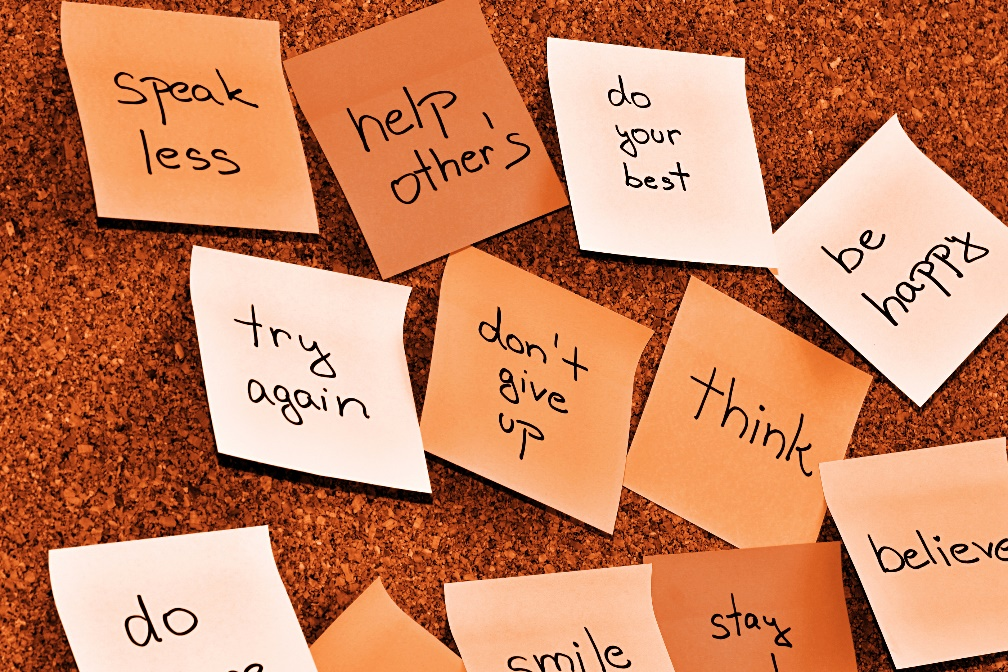 speak
less
help
other's
do
your
best
be
happy
try
again
don't
give
up
think
believe
do
smile
stay